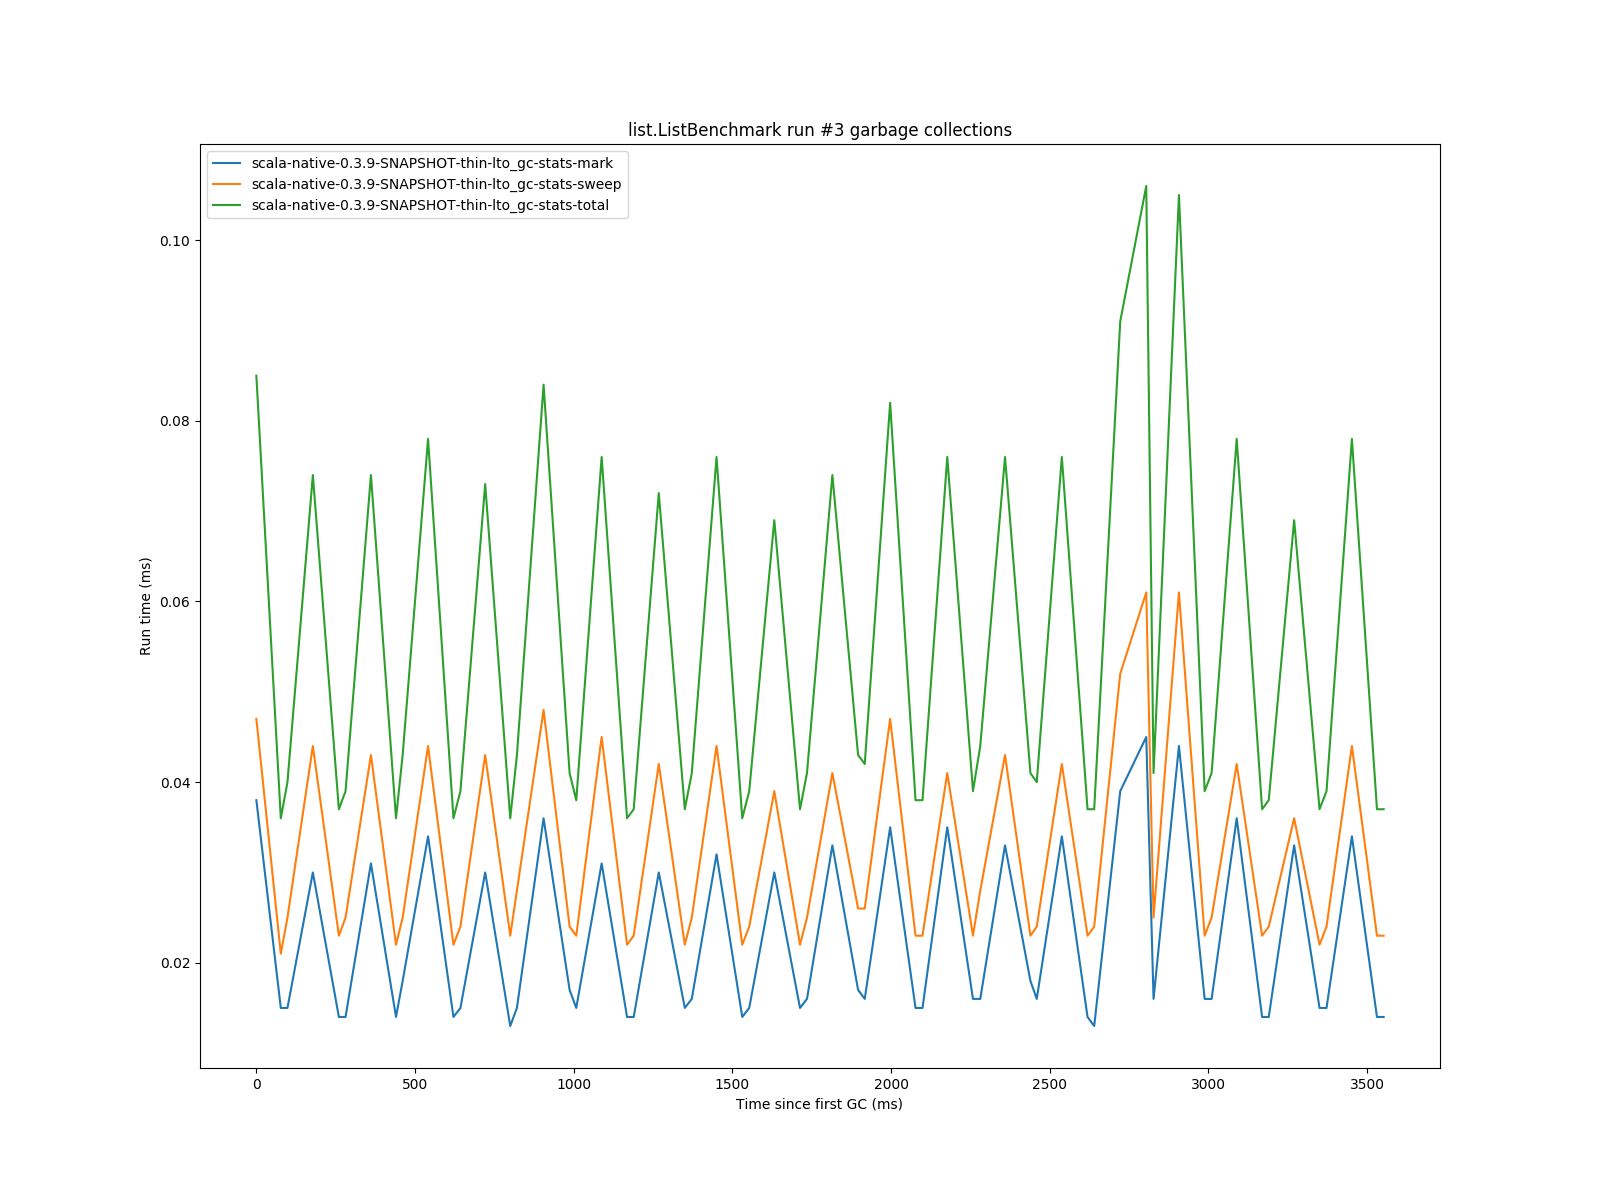 list.ListBenchmark run #3 garbage collections
scala-native-0.3.9-SNAPSHOT-thin-lto_gc-stats-mark
scala-native-0.3.9-SNAPSHOT-thin-lto_gc-stats-sweep
scala-native-0.3.9-SNAPSHOT-thin-lto_gc-stats-total
0.10
0.08
0.06
0.04
0.02
Run time (ms)
0 500 1000 1500 2000 2500 3000 3500
Time since first GC (ms)